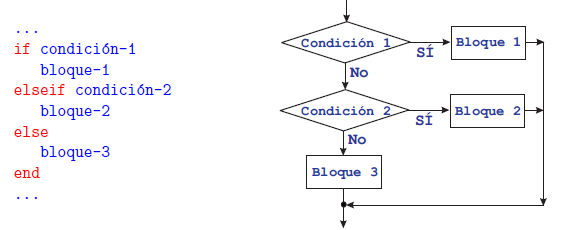 ...
if condición-1
bloque-1
elseif condición-2
bloque-2
else
bloque-3
end
...
Condición 1
SÍ
Bloque 1
No
Condición 2
SÍ
Bloque 2
No
Bloque 3